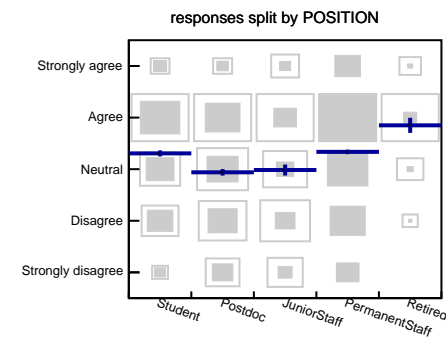 responses split by POSITION
Strongly agree
Agree
Neutral
Disagree
Strongly disagree
Student
Postdoc
JuniorStaff
PermanentStaff
Retired